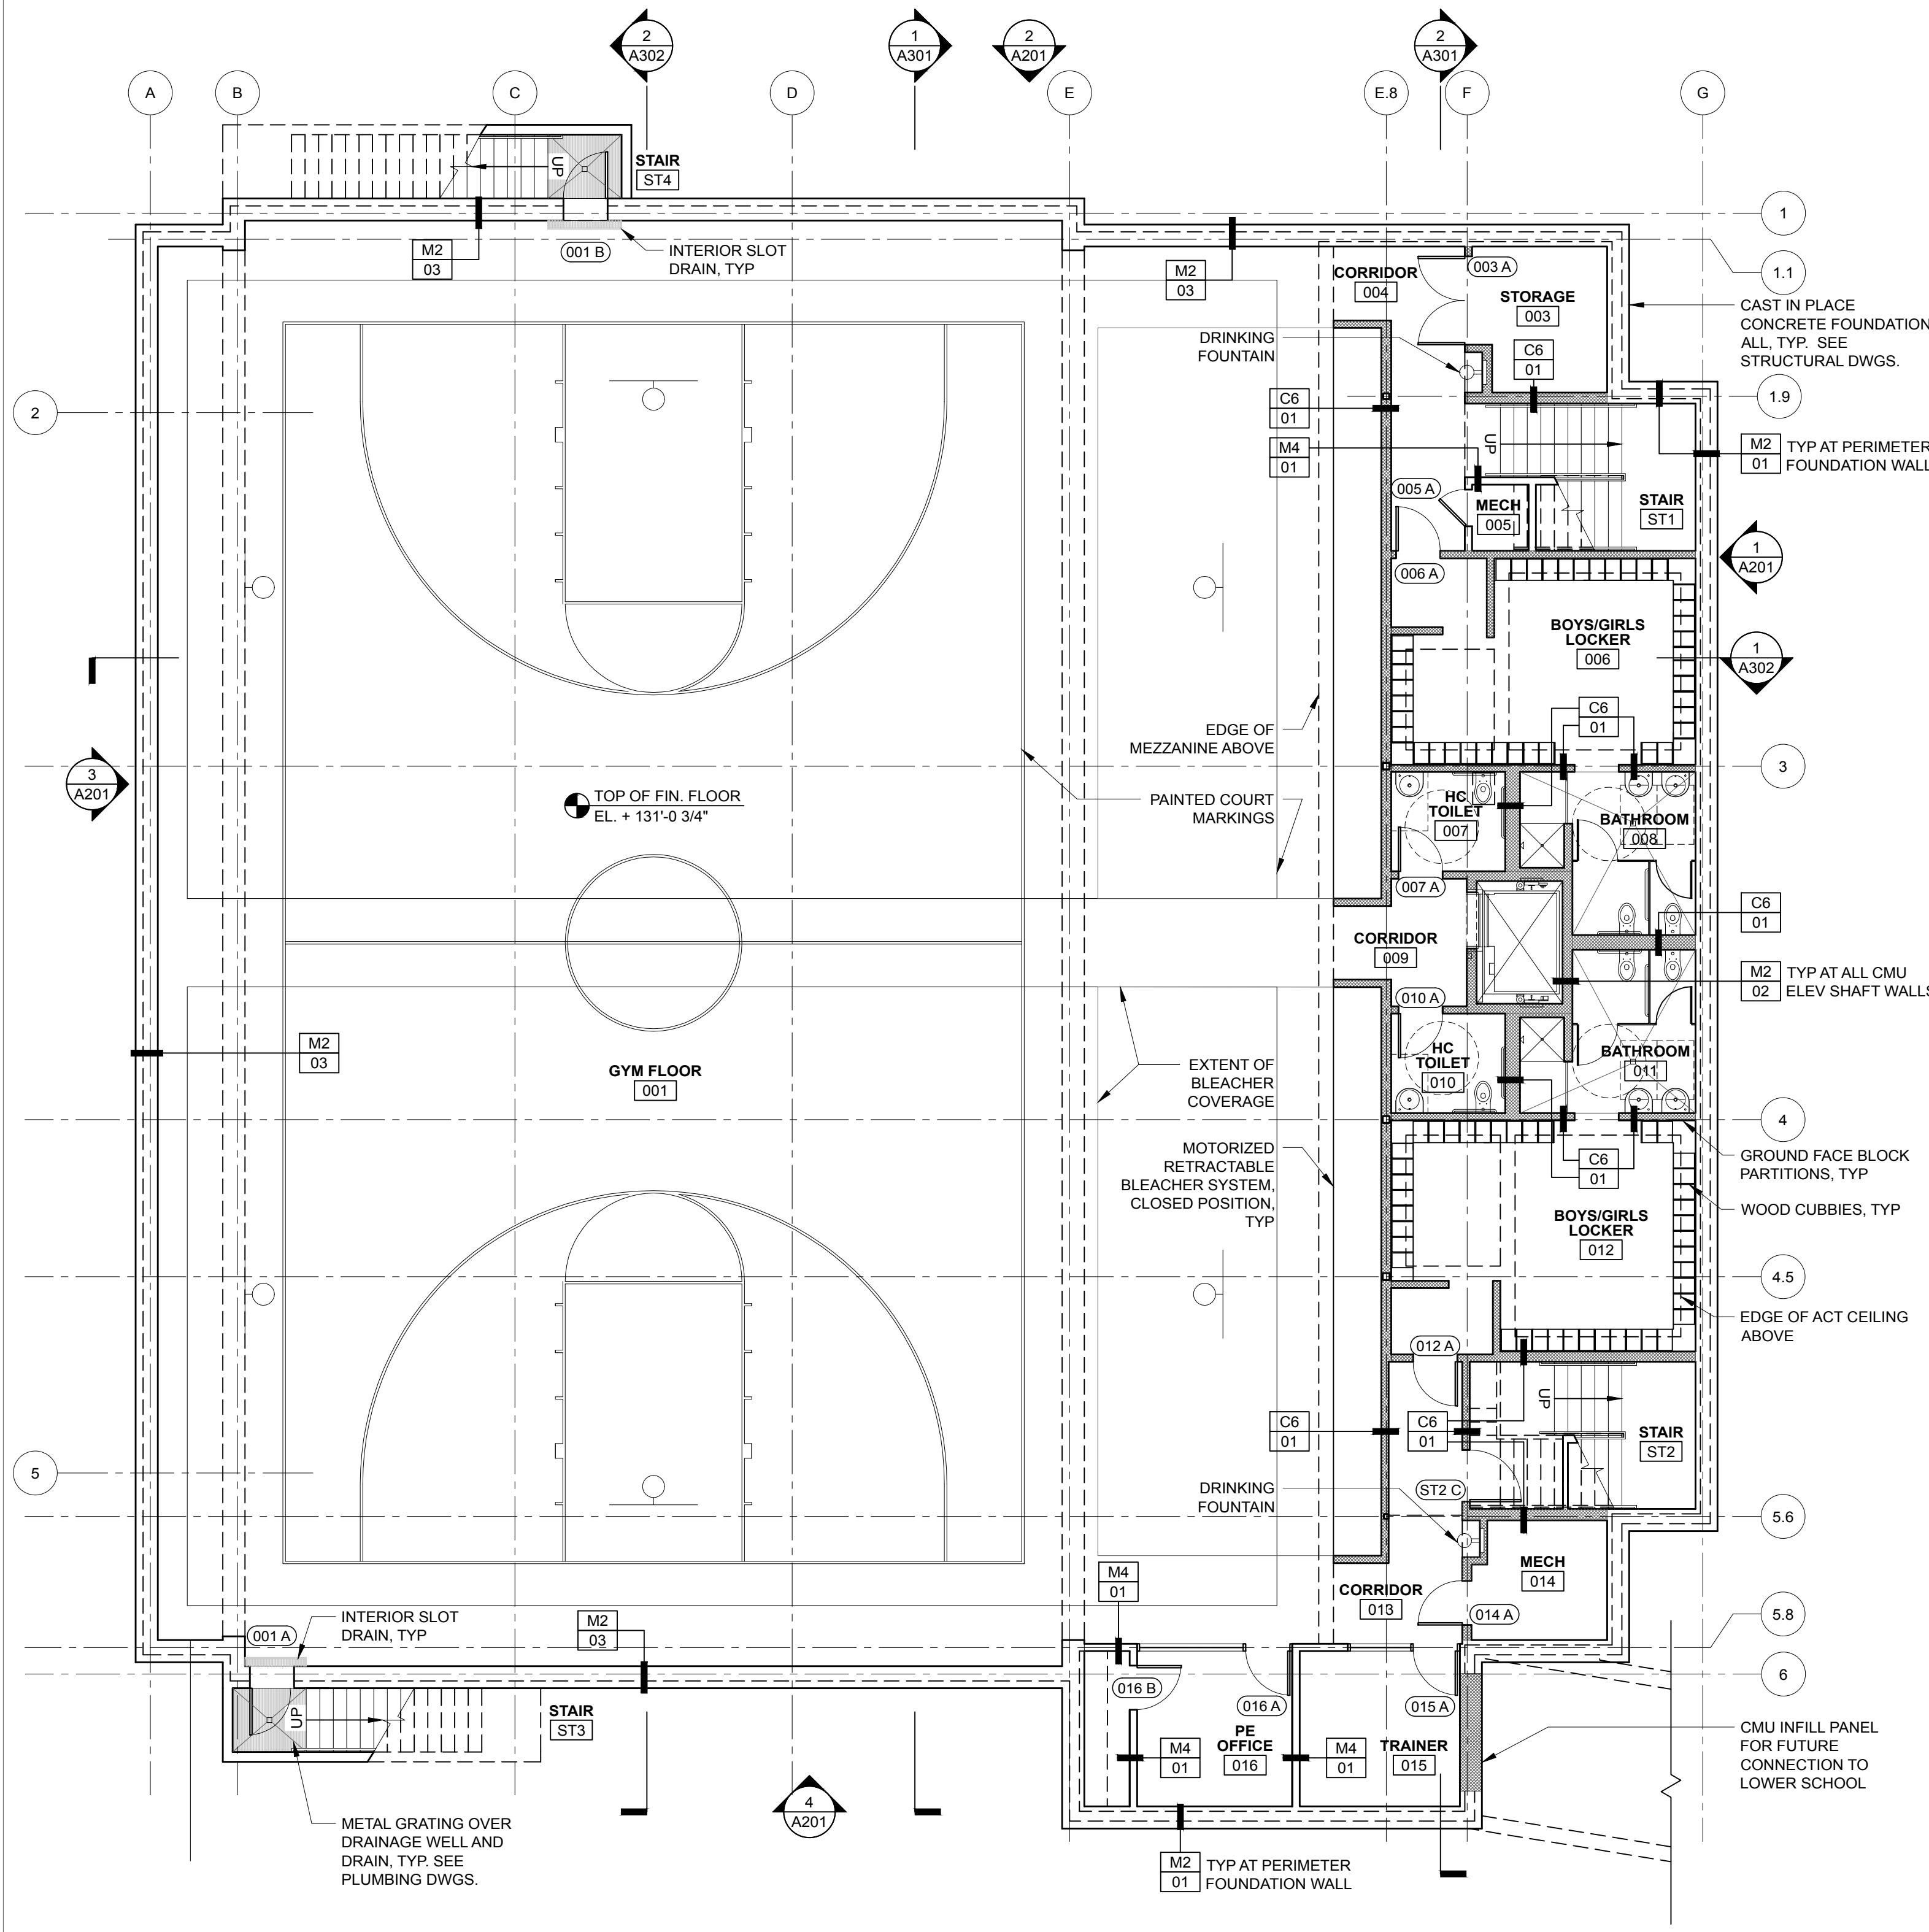 2
A302
1
A301
2
A201
2
A301
A
B
C
D
E
E.8
F
G
UP
STAIR
ST4
1
M2
03
001 B
INTERIOR SLOT
DRAIN, TYP
M2
03
CORRIDOR
004
003 A
STORAGE
003
1.1
CAST IN PLACE
CONCRETE FOUNDATION
ALL, TYP. SEE
STRUCTURAL DWGS.
DRINKING
FOUNTAIN
C6
01
2
C6
01
1.9
M4
01
UP
M2
01
TYP AT PERIMETER
FOUNDATION WALL
005 A
MECH
005
STAIR
ST1
006 A
1
A201
BOYS/GIRLS
LOCKER
006
1
A302
C6
01
EDGE OF
MEZZANINE ABOVE
3
A201
3
TOP OF FIN. FLOOR
EL. + 131'-0 3/4"
PAINTED COURT
MARKINGS
HC
TOILET
007
BATHROOM
008
007 A
C6
01
CORRIDOR
009
M2
02
TYP AT ALL CMU
ELEV SHAFT WALLS
010 A
M2
03
GYM FLOOR
001
EXTENT OF
BLEACHER
COVERAGE
HC
TOILET
010
BATHROOM
011
4
MOTORIZED
RETRACTABLE
BLEACHER SYSTEM,
CLOSED POSITION,
TYP
C6
01
GROUND FACE BLOCK
PARTITIONS, TYP
WOOD CUBBIES, TYP
BOYS/GIRLS
LOCKER
012
4.5
EDGE OF ACT CEILING
ABOVE
012 A
UP
C6
01
C6
01
STAIR
ST2
5
DRINKING
FOUNTAIN
ST2 C
5.6
MECH
014
M4
01
CORRIDOR
013
014 A
5.8
001 A
INTERIOR SLOT
DRAIN, TYP
M2
03
6
016 B
016 A
015 A
UP
STAIR
ST3
M4
01
PE
OFFICE
016
M4
01
TRAINER
015
CMU INFILL PANEL
FOR FUTURE
CONNECTION TO
LOWER SCHOOL
4
A201
METAL GRATING OVER
DRAINAGE WELL AND
DRAIN, TYP. SEE
PLUMBING DWGS.
M2
01
TYP AT PERIMETER
FOUNDATION WALL